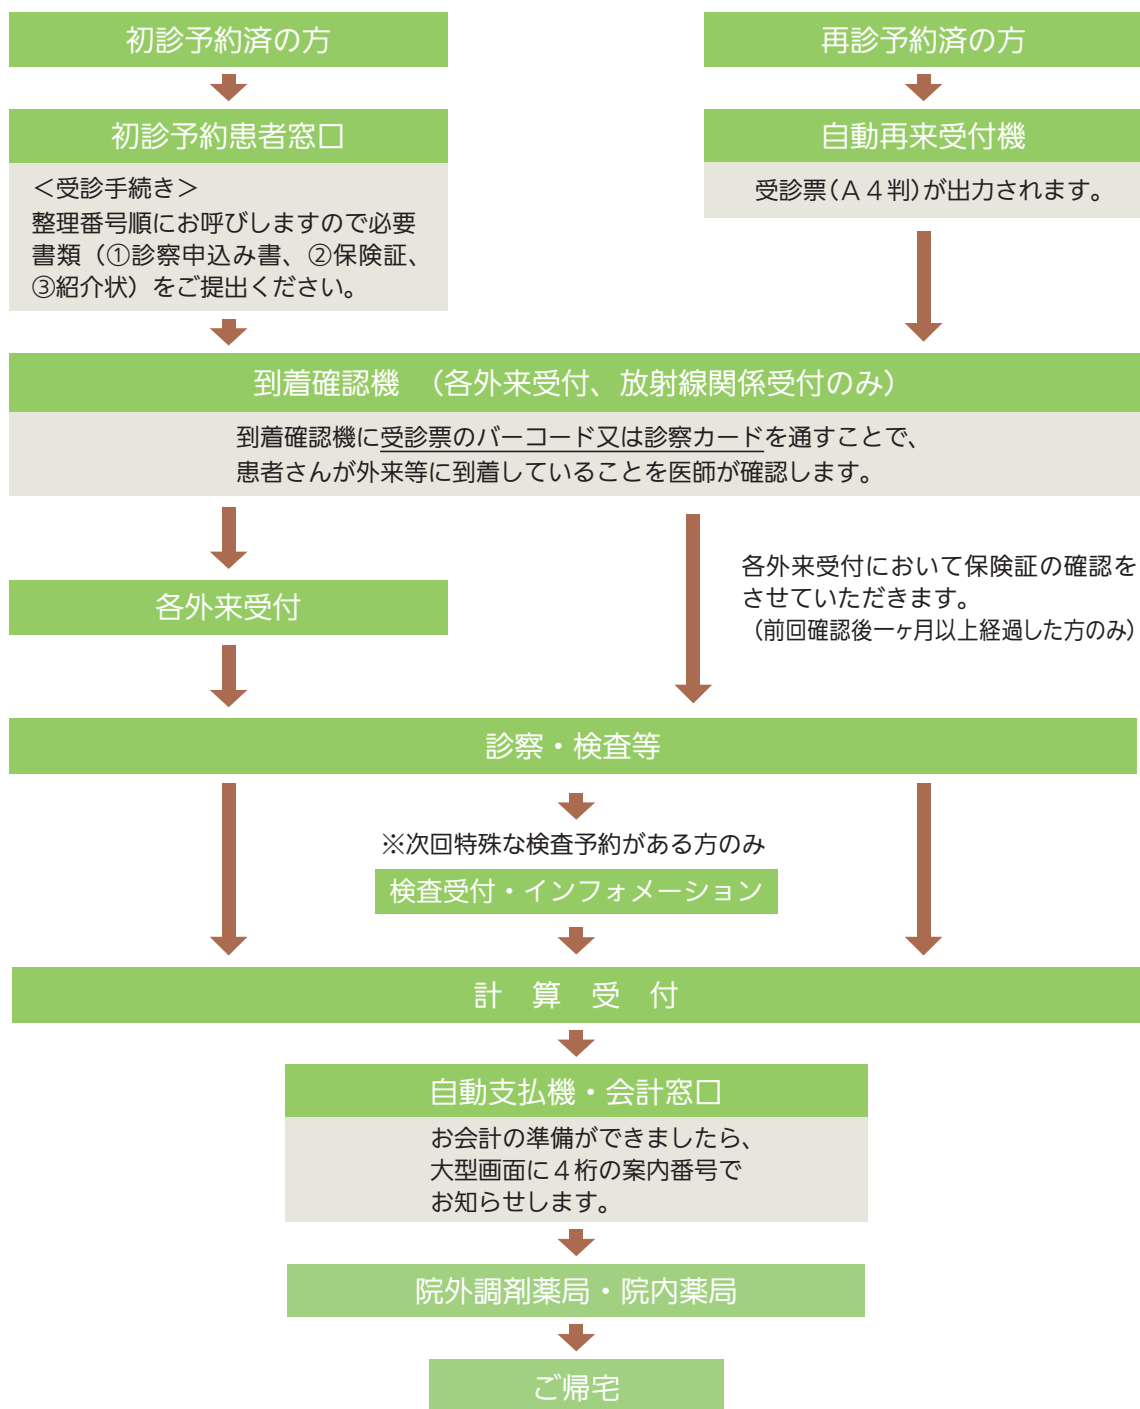 初診予約済の方
再診予約済の方
初診予約患者窓口
<受診手続き>
整理番号順にお呼びしますので必要
書類（①診察申込み書、②保険証、
③紹介状）をご提出ください。
自動再来受付機
受診票（Ａ４判）が出力されます。
到着確認機　（各外来受付、放射線関係受付のみ）
到着確認機に受診票のバーコード又は診察カードを通すことで、
患者さんが外来等に到着していることを医師が確認します。
各外来受付
各外来受付において保険証の確認を
させていただきます。
（前回確認後一ヶ月以上経過した方のみ）
診察・検査等
※次回特殊な検査予約がある方のみ
検査受付・インフォメーション
計　算　受　付
自動支払機・会計窓口
お会計の準備ができましたら、
大型画面に４桁の案内番号で
お知らせします。
院外調剤薬局・院内薬局
ご帰宅